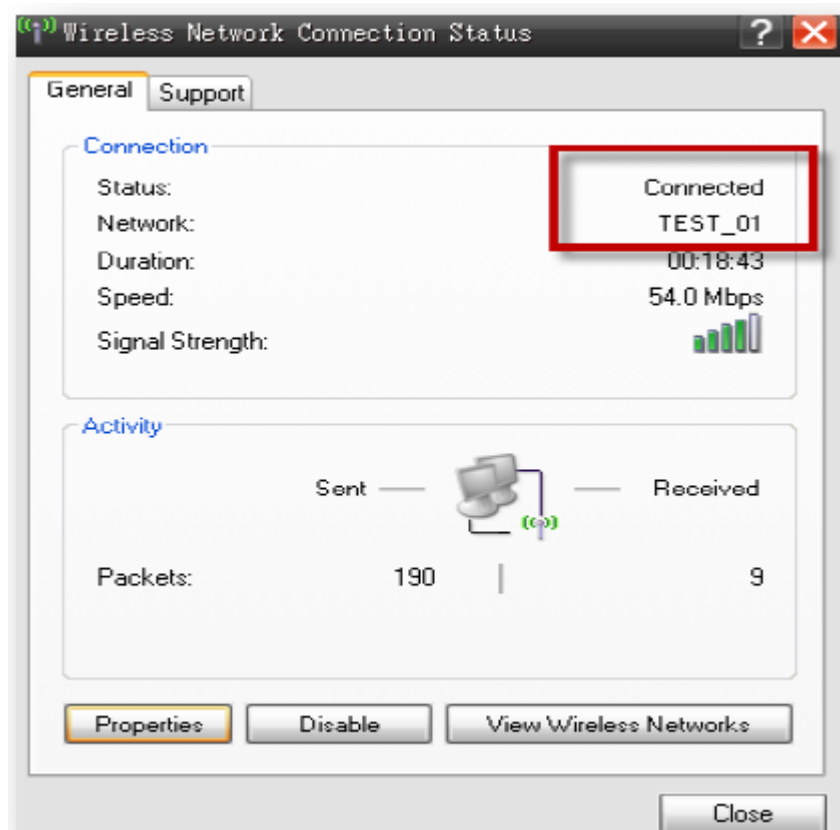 Wireless Network Connection Status
General Support
Connection
Status: Connected
Network: TEST_01
Duration: 00:18:43
Speed: 54.0 Mbps
Signal Strength:
Activity
Sent Received
Packets: 190 9
Properties Disable View Wireless Networks
Close